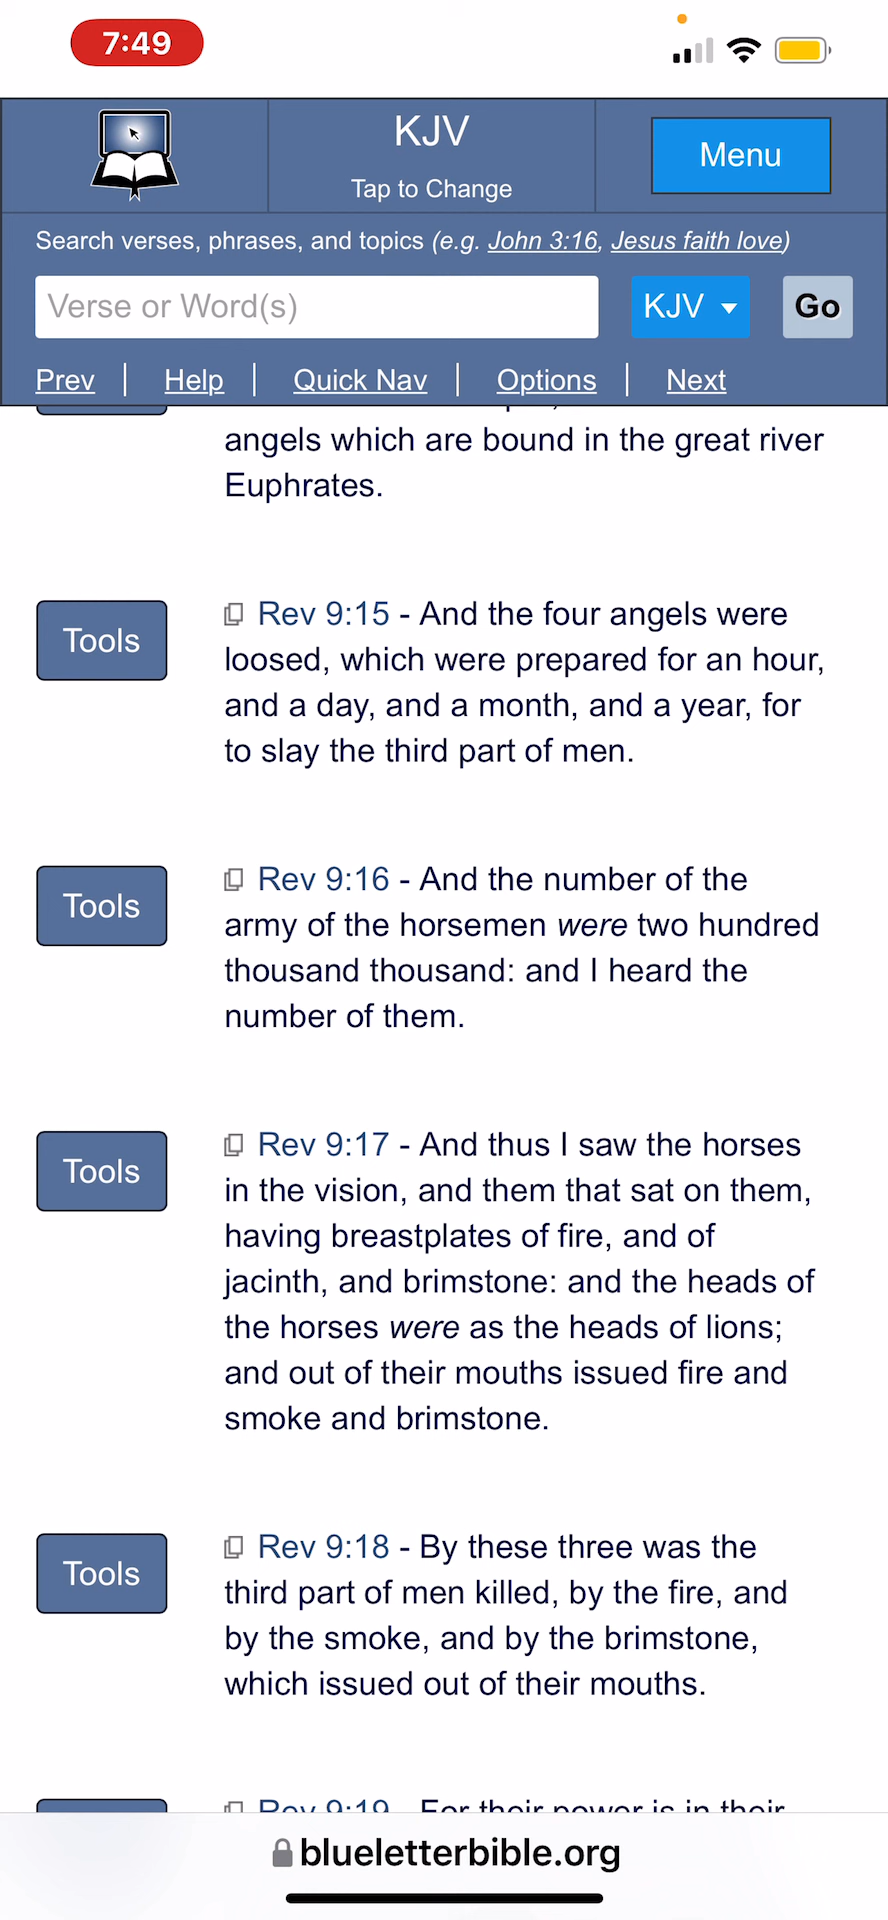 7:49
KJV
Tap to Change
Menu
Search verses, phrases, and topics (e.g. John 3:16, Jesus faith love)
Verse or Word(s)
KJV
Go
Prev | Help | Quick Nav | Options | Next
angels which are bound in the great river
Euphrates.
Tools
Rev 9:15 - And the four angels were
loosed, which were prepared for an hour,
and a day, and a month, and a year, for
to slay the third part of men.
Tools
Rev 9:16 - And the number of the
army of the horsemen were two hundred
thousand thousand: and I heard the
number of them.
Tools
Rev 9:17 - And thus I saw the horses
in the vision, and them that sat on them,
having breastplates of fire, and of
jacinth, and brimstone: and the heads of
the horses were as the heads of lions;
and out of their mouths issued fire and
smoke and brimstone.
Tools
Rev 9:18 - By these three was the
third part of men killed, by the fire, and
by the smoke, and by the brimstone,
which issued out of their mouths.
Rev 9:19 - For their power is in their
blueletterbible.org